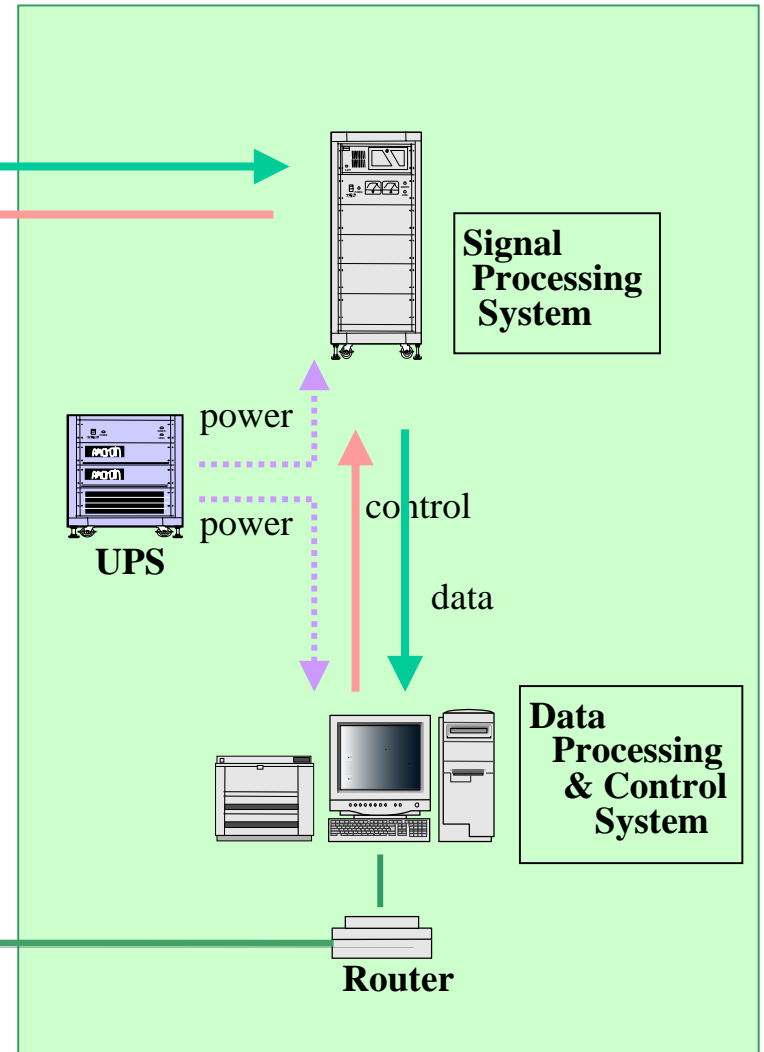 Signal
Processing
System
power
power
control
UPS
data
Data
Processing
& Control
System
Router